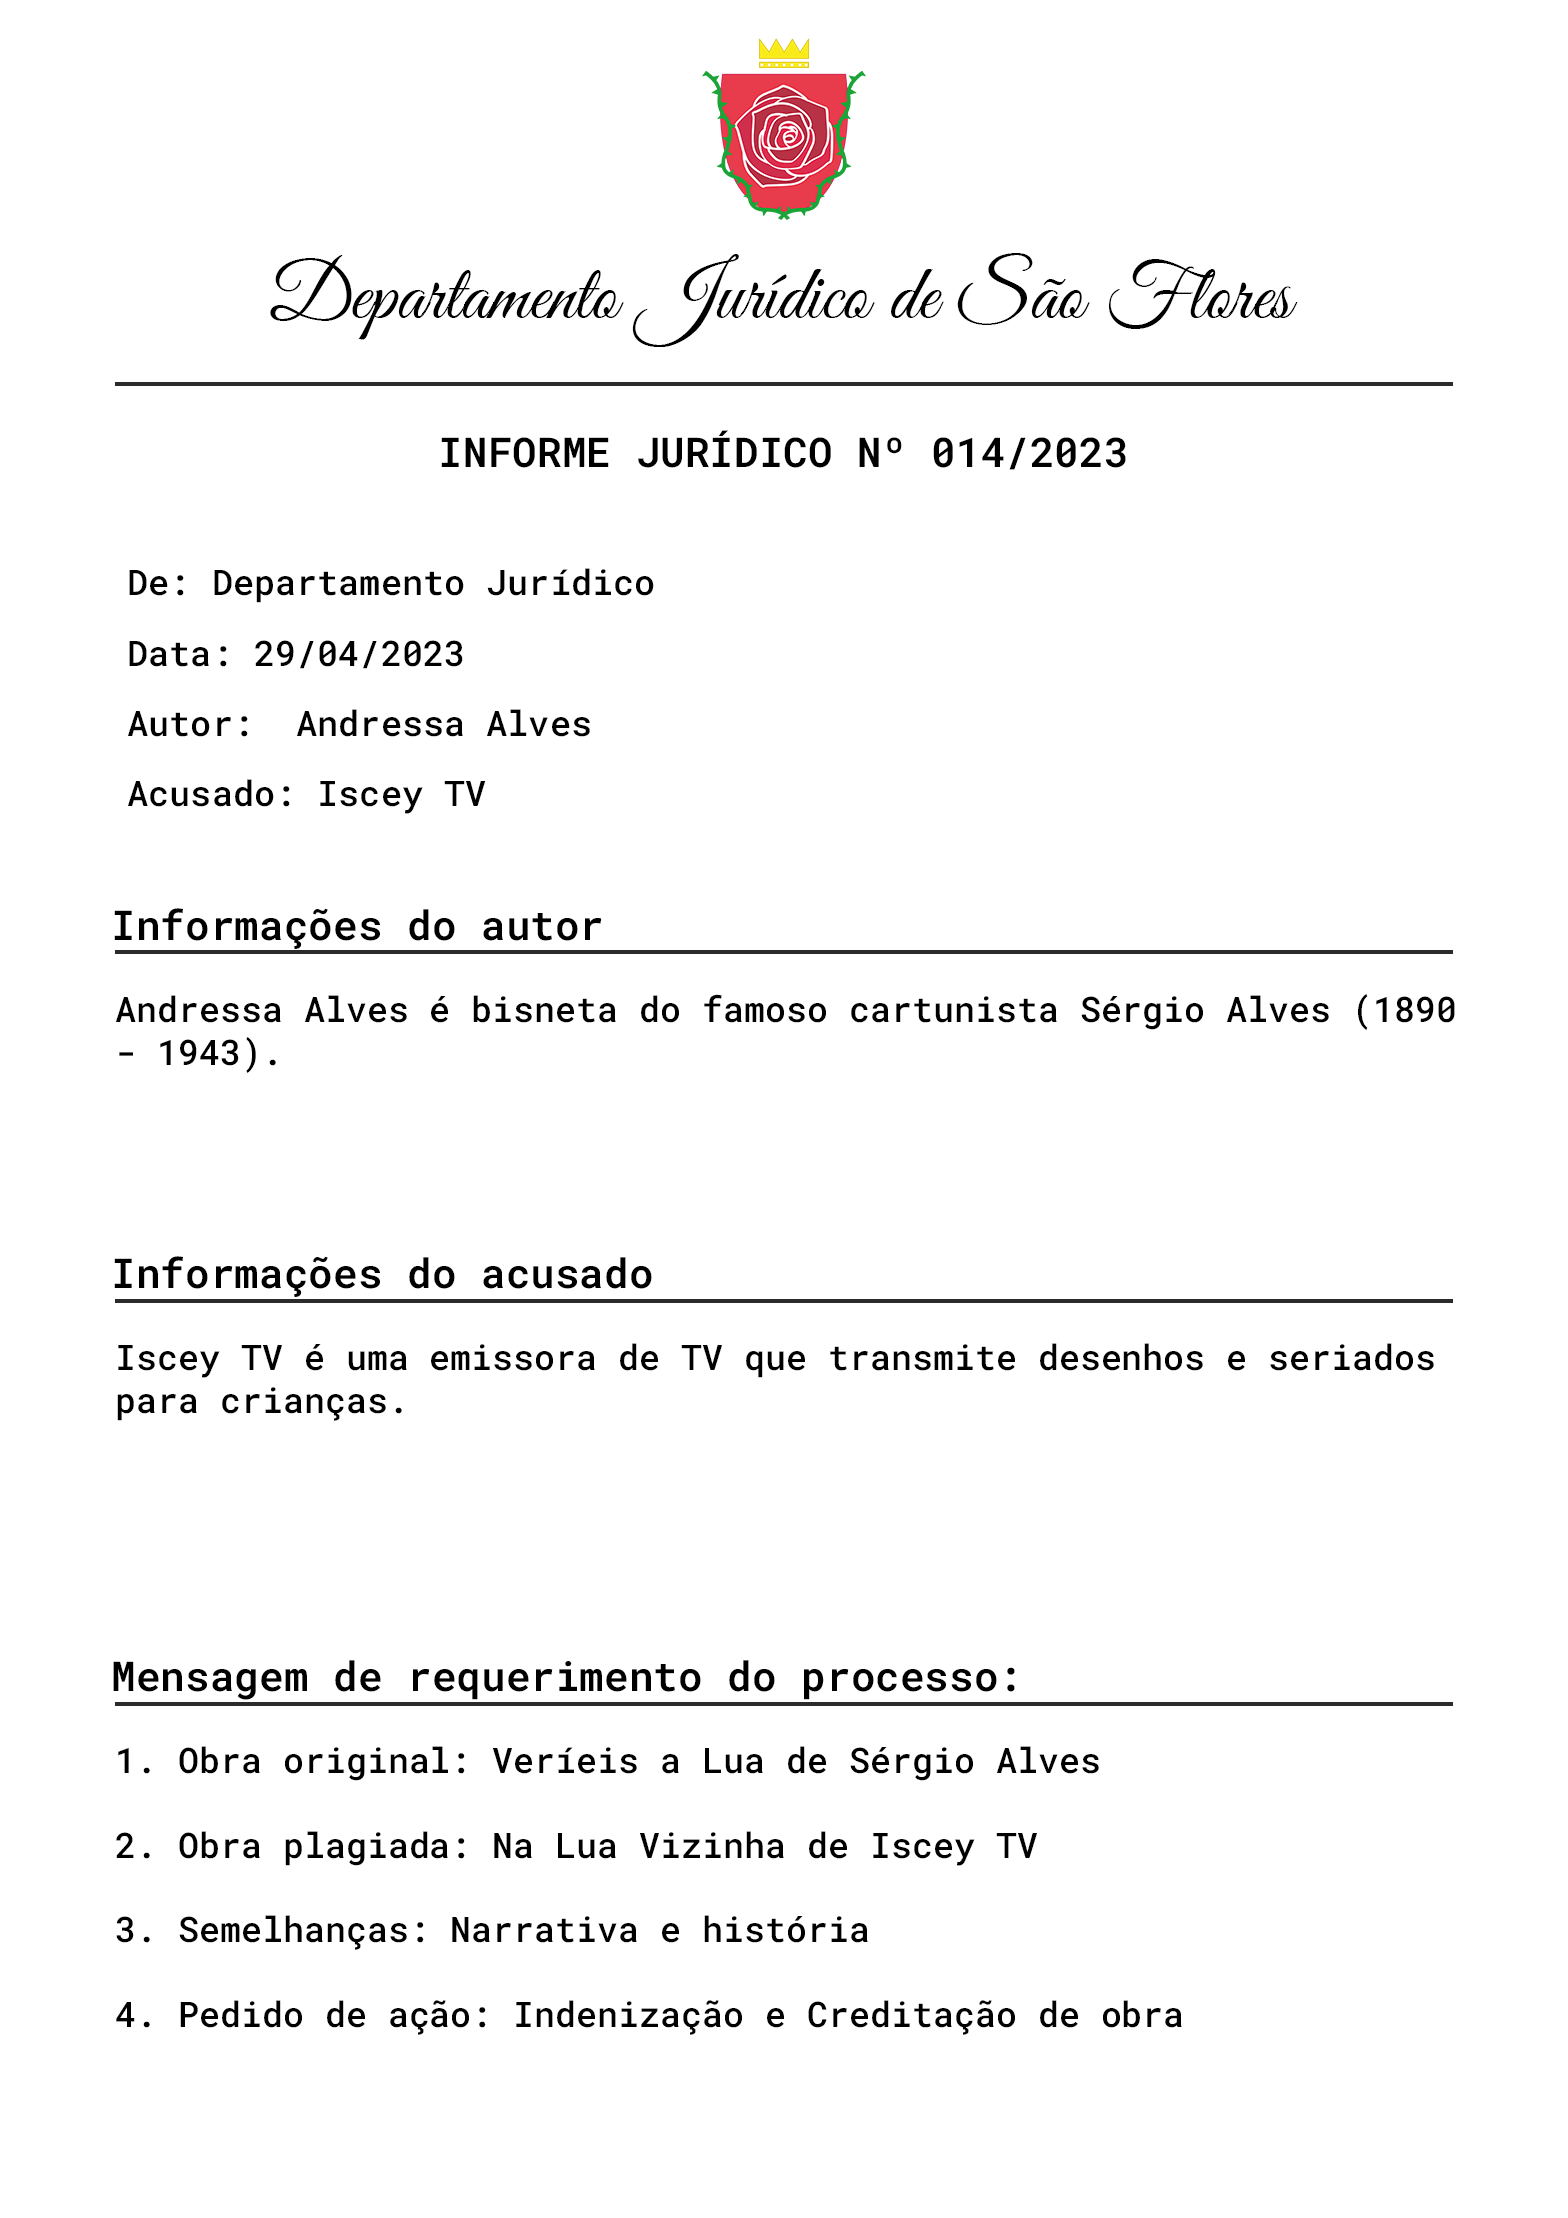 Departamento Jurídico de São Flores
INFORME JURÍDICO Nº 014/2023
De: Departamento Jurídico
Data: 29/04/2023
Autor:  Andressa Alves
Acusado: Iscey TV
Informações do autor
Andressa Alves é bisneta do famoso cartunista Sérgio Alves (1890
- 1943).
Informações do acusado
Iscey TV é uma emissora de TV que transmite desenhos e seriados
para crianças.
Mensagem de requerimento do processo:
1. Obra original: Veríeis a Lua de Sérgio Alves
2. Obra plagiada: Na Lua Vizinha de Iscey TV
3. Semelhanças: Narrativa e história
4. Pedido de ação: Indenização e Creditação de obra